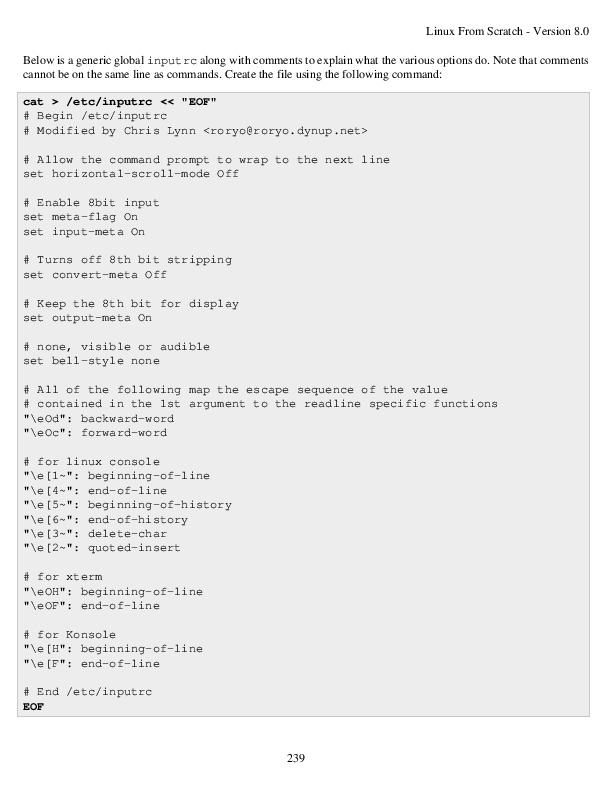 Linux From Scratch - Version 8.0
Below is a generic global inputrc along with comments to explain what the various options do. Note that comments
cannot be on the same line as commands. Create the file using the following command:
cat > /etc/inputrc << "EOF"
# Begin /etc/inputrc
# Modified by Chris Lynn <roryo@roryo.dynup.net>
# Allow the command prompt to wrap to the next line
set horizontal-scroll-mode Off
# Enable 8bit input
set meta-flag On
set input-meta On
# Turns off 8th bit stripping
set convert-meta Off
# Keep the 8th bit for display
set output-meta On
# none, visible or audible
set bell-style none
# All of the following map the escape sequence of the value
# contained in the 1st argument to the readline specific functions
"\eOd": backward-word
"\eOc": forward-word
# for linux console
"\e[1~": beginning-of-line
"\e[4~": end-of-line
"\e[5~": beginning-of-history
"\e[6~": end-of-history
"\e[3~": delete-char
"\e[2~": quoted-insert
# for xterm
"\eOH": beginning-of-line
"\eOF": end-of-line
# for Konsole
"\e[H": beginning-of-line
"\e[F": end-of-line
# End /etc/inputrc
EOF
239